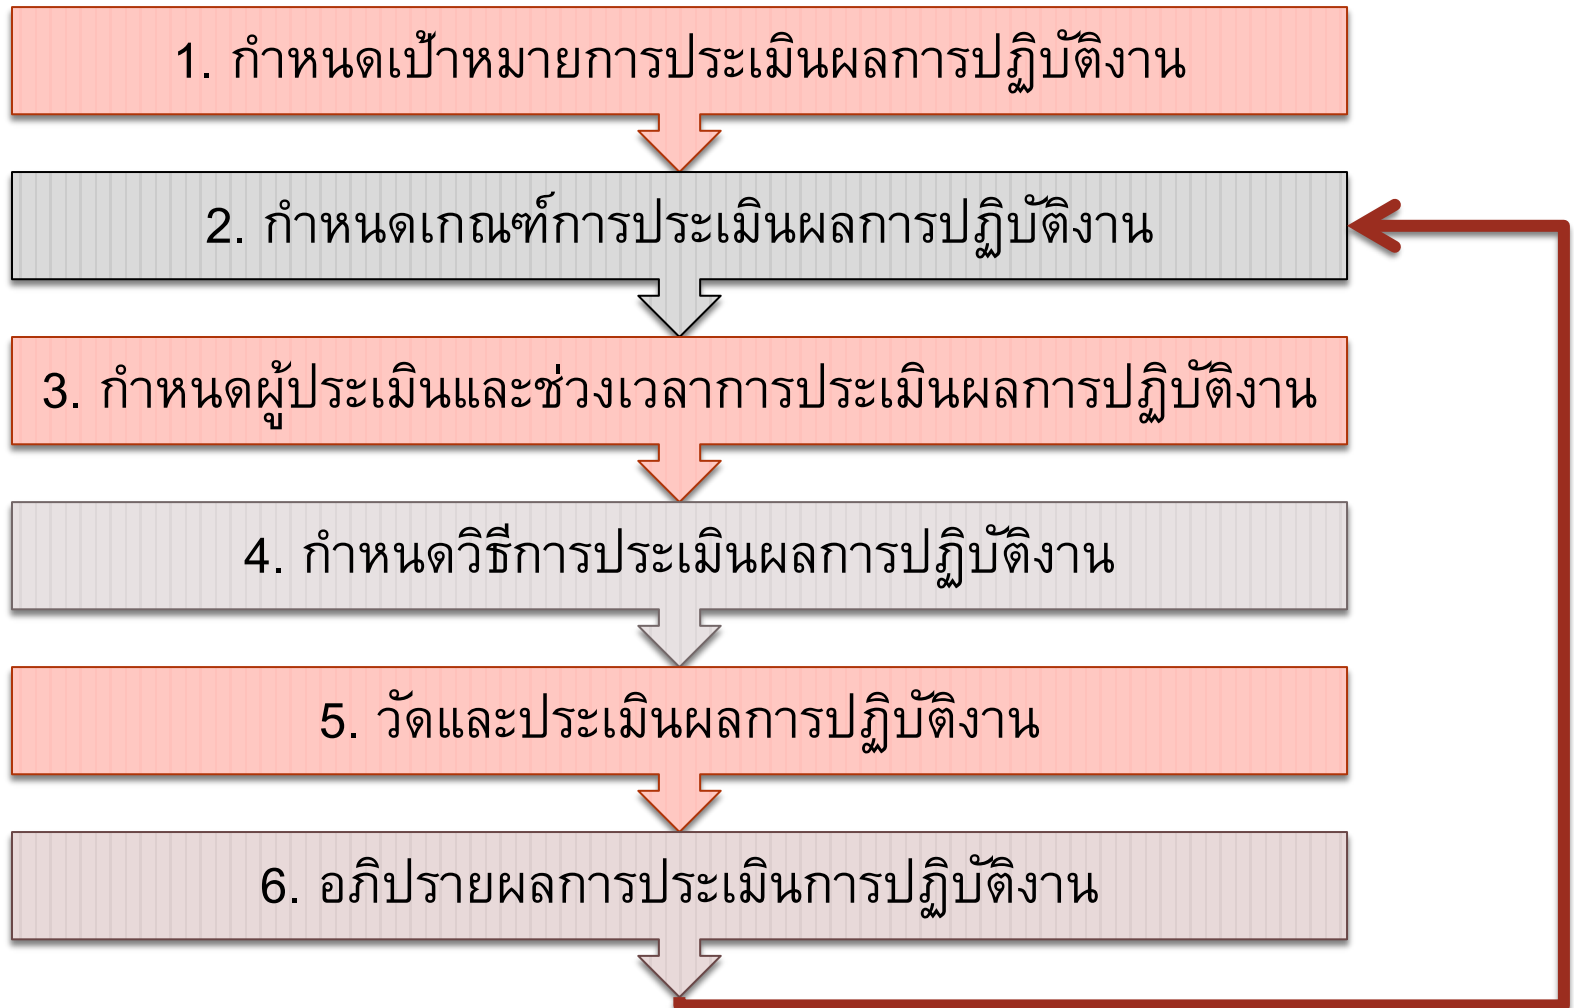 1. กำหนดเป้าหมายการประเมินผลการปฏิบัติงาน
2. กำหนดเกณฑ์การประเมินผลการปฏิบัติงาน
3. กำหนดผู้ประเมินและช่วงเวลาการประเมินผลการปฏิบัติงาน
4. กำหนดวิธีการประเมินผลการปฏิบัติงาน
5. วัดและประเมินผลการปฏิบัติงาน
6. อภิปรายผลการประเมินการปฏิบัติงาน